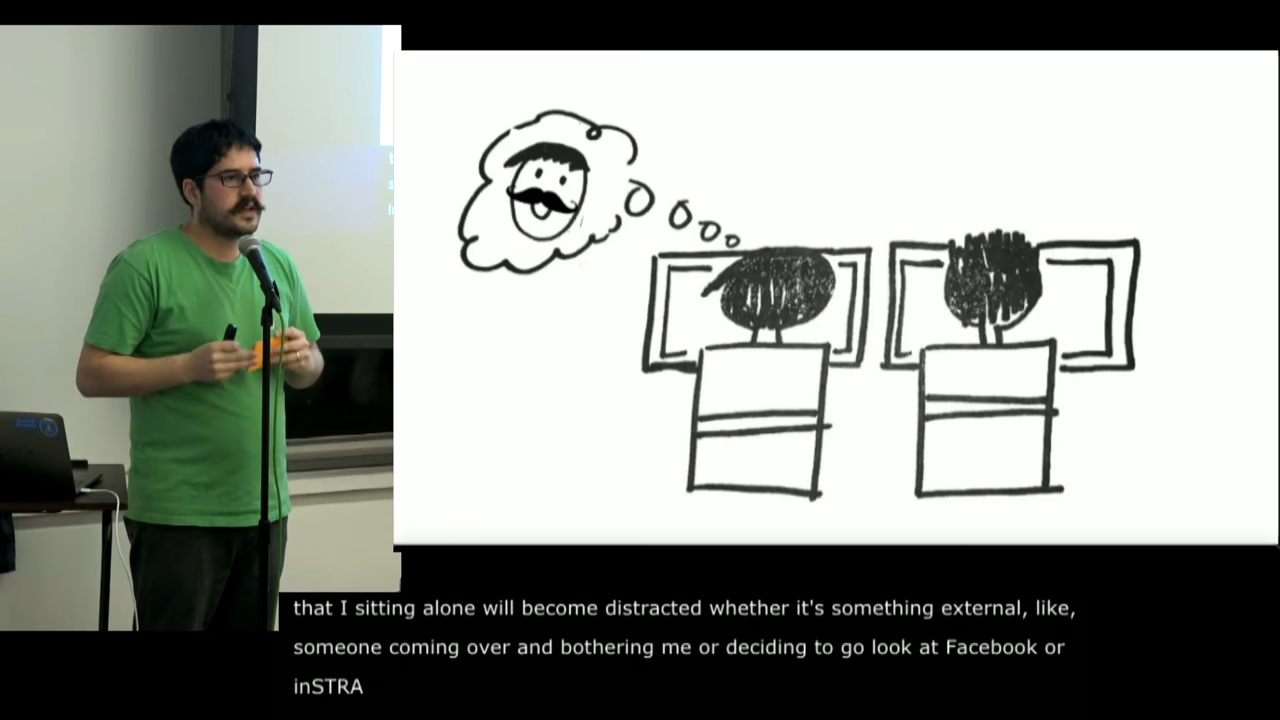 that I sitting alone will become distracted whether it's something external, like,
someone coming over and bothering me or deciding to go look at Facebook or
inSTRA